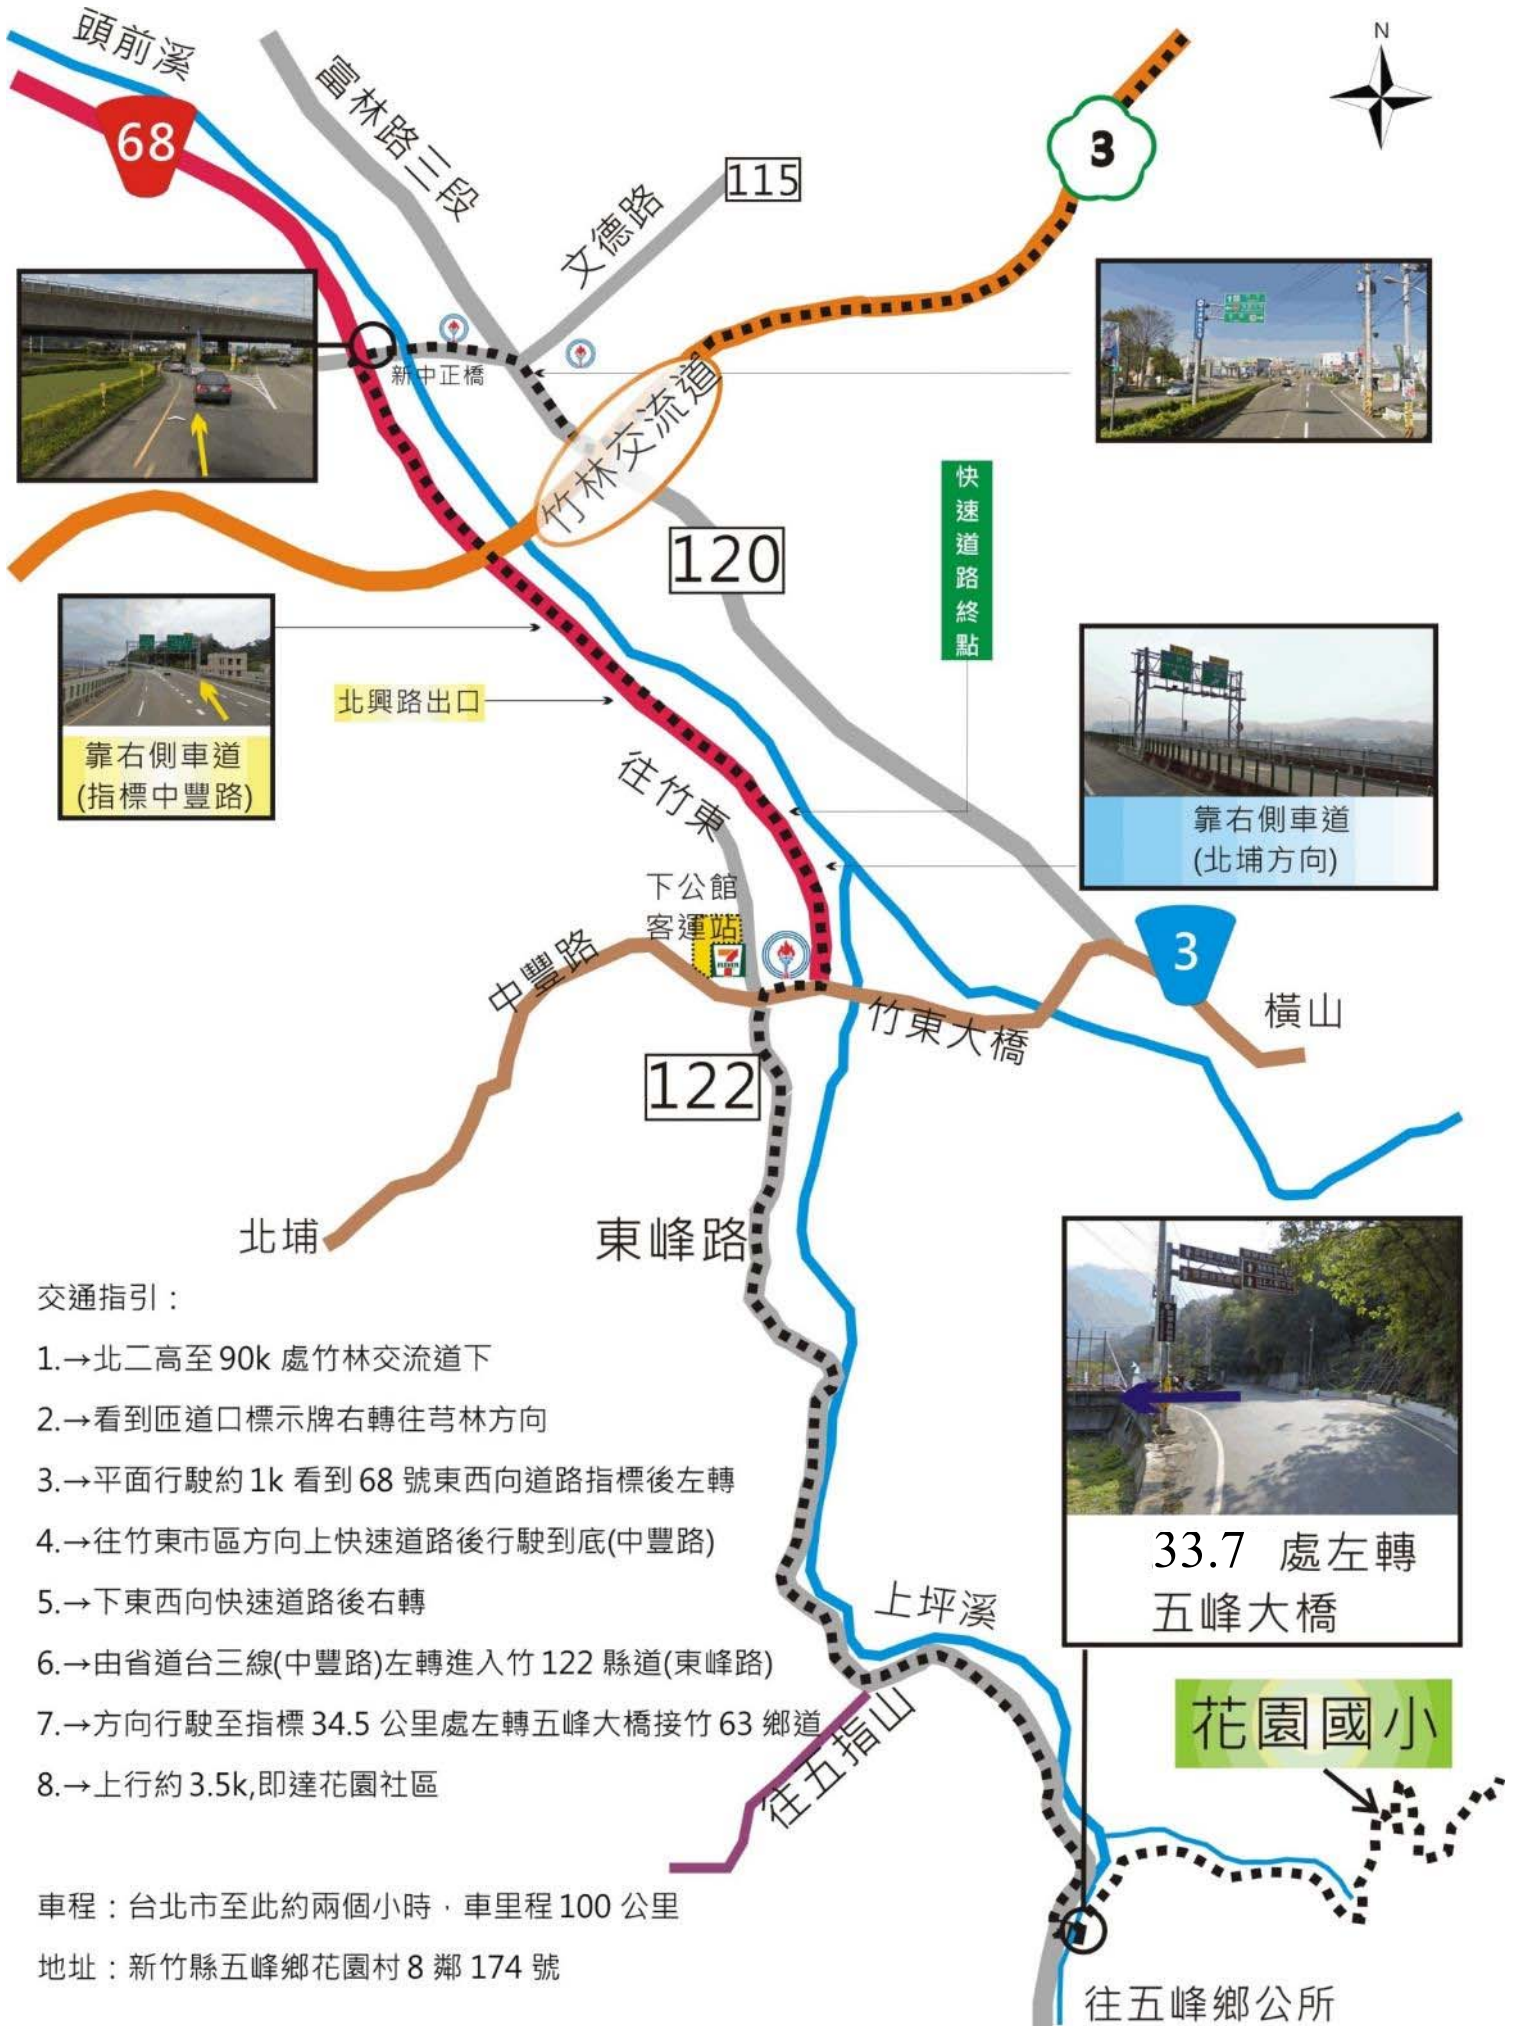 N
頭前溪
68
富林路三段
文德路
115
3
新中正橋
竹林交流道
120
快速道路終點
靠右側車道
(指標中豐路)
北興路出口
往竹東
靠右側車道
(北埔方向)
下公館
客運站
7
ELEVEN
中豐路
竹東大橋
3
橫山
122
北埔
東峰路
交通指引：
1.→北二高至 90k 處竹林交流道下
2.→看到匝道口標示牌右轉往芎林方向
3.→平面行駛約 1k 看到 68 號東西向道路指標後左轉
4.→往竹東市區方向上快速道路後行駛到底(中豐路)
5.→下東西向快速道路後右轉
6.→由省道台三線(中豐路)左轉進入竹 122 縣道(東峰路)
7.→方向行駛至指標 34.5 公里處左轉五峰大橋接竹 63 鄉道
8.→上行約 3.5k,即達花園社區
33.7 處左轉
五峰大橋
上坪溪
往五指山
花園國小
車程：台北市至此約兩個小時，車里程 100 公里
地址：新竹縣五峰鄉花園村 8 鄰 174 號
往五峰鄉公所